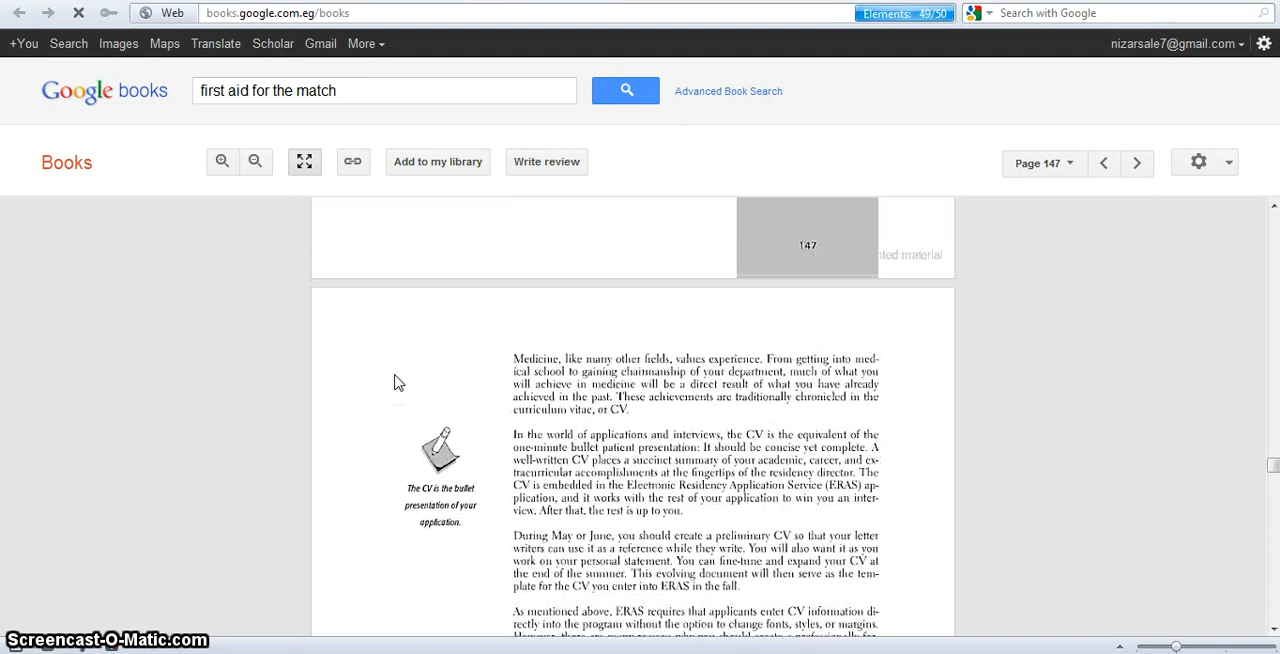 Web
books.google.com.eg/books
Elements: 49/50
Search with Google
+You Search Images Maps Translate Scholar Gmail More
nizarsale7@gmail.com
Google books
first aid for the match
Advanced Book Search
Books
Add to my library
Write review
Page 147
147
nted material
Medicine, like many other fields, values experience. From getting into med-
ical school to gaining chairmanship of your department, much of what you
will achieve in medicine will be a direct result of what you have already
achieved in the past. These achievements are traditionally chronicled in the
curriculum vitae, or CV.
The CV is the bullet
presentation of your
application.
In the world of applications and interviews, the CV is the equivalent of the
one-minute bullet patient presentation: It should be concise yet complete. A
well-written CV places a succinct summary of your academic, career, and ex-
tracurricular accomplishments at the fingertips of the residency director. The
CV is embedded in the Electronic Residency Application Service (ERAS) ap-
plication, and it works with the rest of your application to win you an inter-
view. After that, the rest is up to you.
During May or June, you should create a preliminary CV so that your letter
writers can use it as a reference while they write. You will also want it as you
work on your personal statement. You can fine-tune and expand your CV at
the end of the summer. This evolving document will then serve as the tem-
plate for the CV you enter into ERAS in the fall.
As mentioned above, ERAS requires that applicants enter CV information di-
rectly into the program without the option to change fonts, styles, or margins.
However, there are many reasons why you should create a professionally for-
Screencast-O-Matic.com